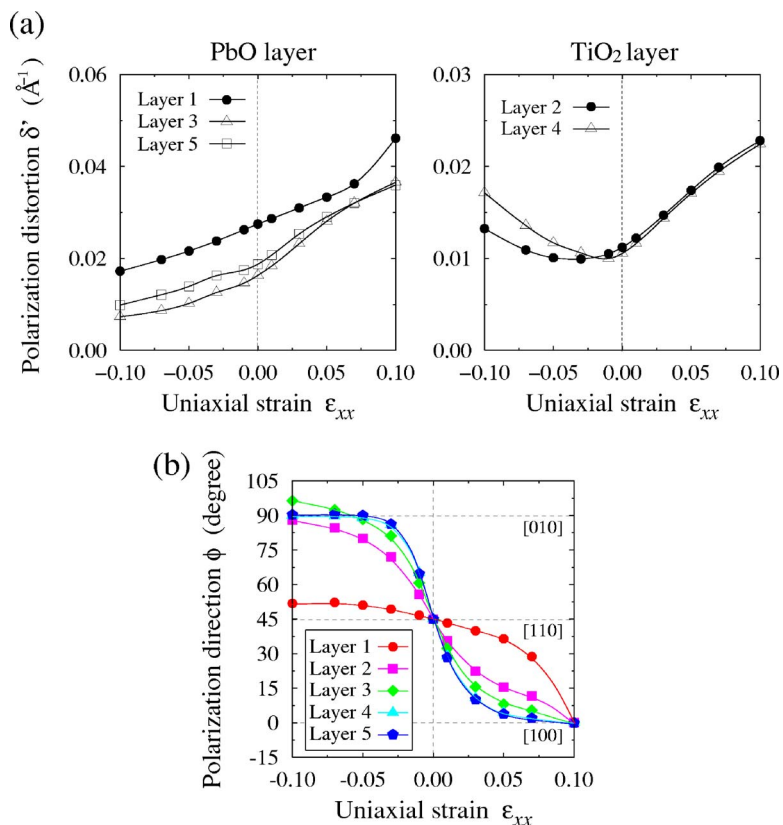 (a)
PbO layer
TiO₂ layer
Polarization distortion δ’ (Å⁻¹)
0.06
0.04
0.02
0.00
Layer 1
Layer 3
Layer 5
−0.10 −0.05 0.00 0.05 0.10
Uniaxial strain εₓₓ
0.03
0.02
0.01
0.00
Layer 2
Layer 4
−0.10 −0.05 0.00 0.05 0.10
Uniaxial strain εₓₓ
(b)
Polarization direction ϕ (degree)
105
90
75
60
45
30
15
0
-15
[010]
[110]
[100]
Layer 1
Layer 2
Layer 3
Layer 4
Layer 5
-0.10 -0.05 0.00 0.05 0.10
Uniaxial strain εₓₓ